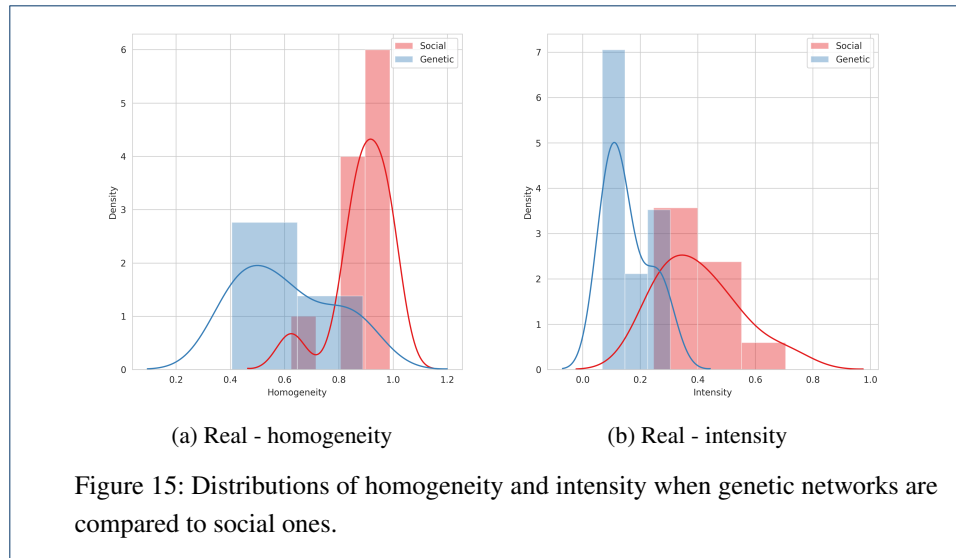 Social
Genetic
6
5
4
3
2
1
0
Density
0.2 0.4 0.6 0.8 1.0 1.2
Homogeneity
(a) Real - homogeneity
Social
Genetic
7
6
5
4
3
2
1
0
Density
0.0 0.2 0.4 0.6 0.8 1.0
Intensity
(b) Real - intensity
Figure 15: Distributions of homogeneity and intensity when genetic networks are
compared to social ones.